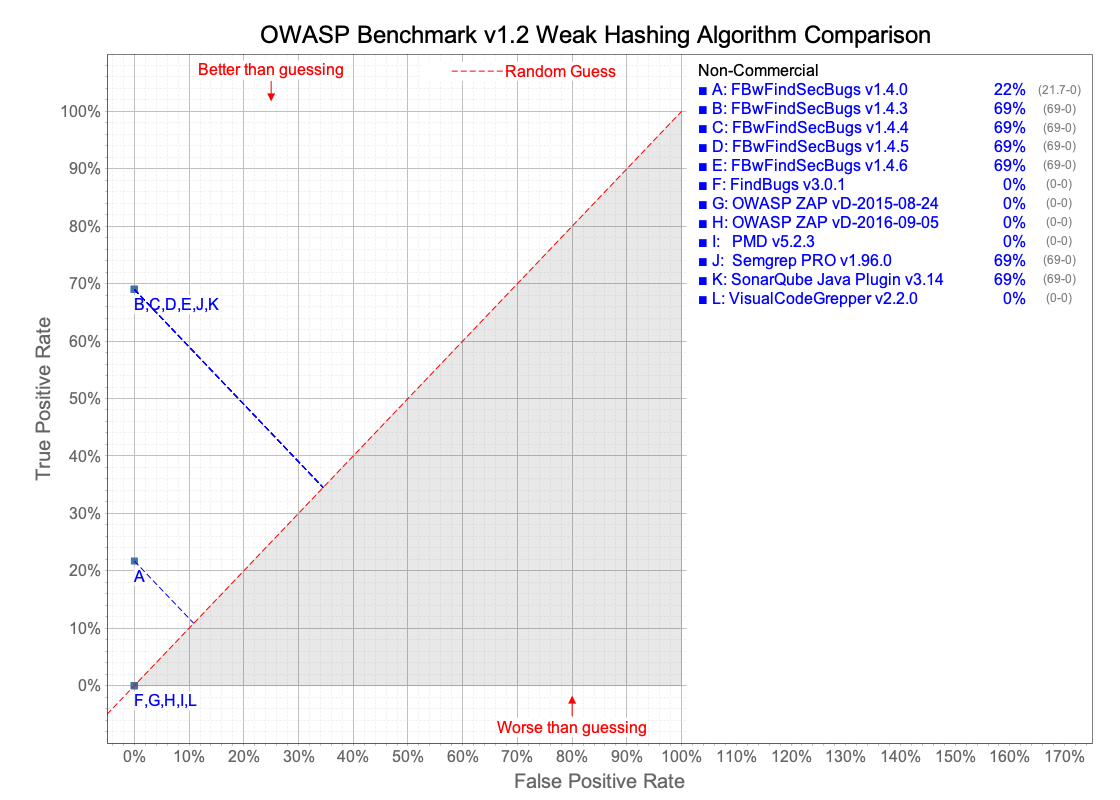 OWASP Benchmark v1.2 Weak Hashing Algorithm Comparison
Better than guessing
Random Guess
Non-Commercial
A: FBwFindSecBugs v1.4.0 22% (21.7-0)
B: FBwFindSecBugs v1.4.3 69% (69-0)
C: FBwFindSecBugs v1.4.4 69% (69-0)
D: FBwFindSecBugs v1.4.5 69% (69-0)
E: FBwFindSecBugs v1.4.6 69% (69-0)
F: FindBugs v3.0.1 0% (0-0)
G: OWASP ZAP vD-2015-08-24 0% (0-0)
H: OWASP ZAP vD-2016-09-05 0% (0-0)
I: PMD v5.2.3 0% (0-0)
J: Semgrep PRO v1.96.0 69% (69-0)
K: SonarQube Java Plugin v3.14 69% (69-0)
L: VisualCodeGrepper v2.2.0 0% (0-0)
True Positive Rate
100%
90%
80%
70%
60%
50%
40%
30%
20%
10%
0%
B,C,D,E,J,K
A
F,G,H,I,L
Worse than guessing
0% 10% 20% 30% 40% 50% 60% 70% 80% 90% 100% 110% 120% 130% 140% 150% 160% 170%
False Positive Rate